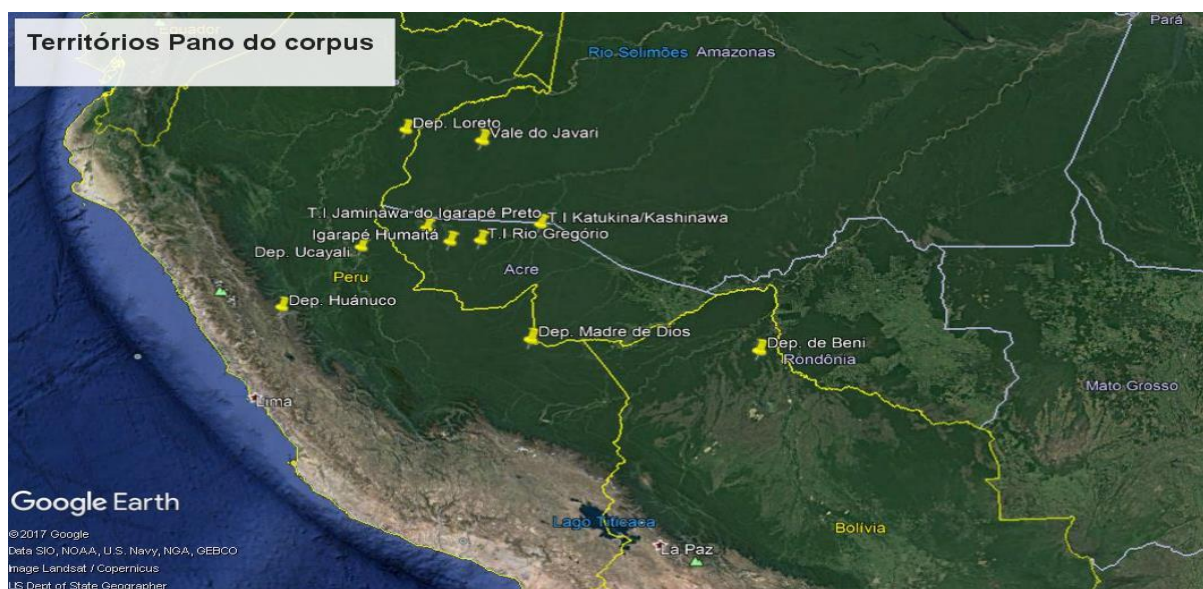 Territórios Pano do corpus
Equador
Pará
Rio Solimões
Amazonas
Dep. Loreto
Vale do Javari
T.I Jaminawa do Igarapé Preto
T.I Katukina/Kashinawa
Igarapé Humaitá
T.I Rio Gregório
Dep. Ucayali
Acre
Peru
Dep. Huánuco
Dep. Madre de Dios
Dep. de Beni
Rondônia
Mato Grosso
Lima
Google Earth
Lago Titicaca
Bolívia
La Paz
©2017 Google
Data SIO, NOAA, U.S. Navy, NGA, GEBCO
Image Landsat / Copernicus
US Dept of State Geographer